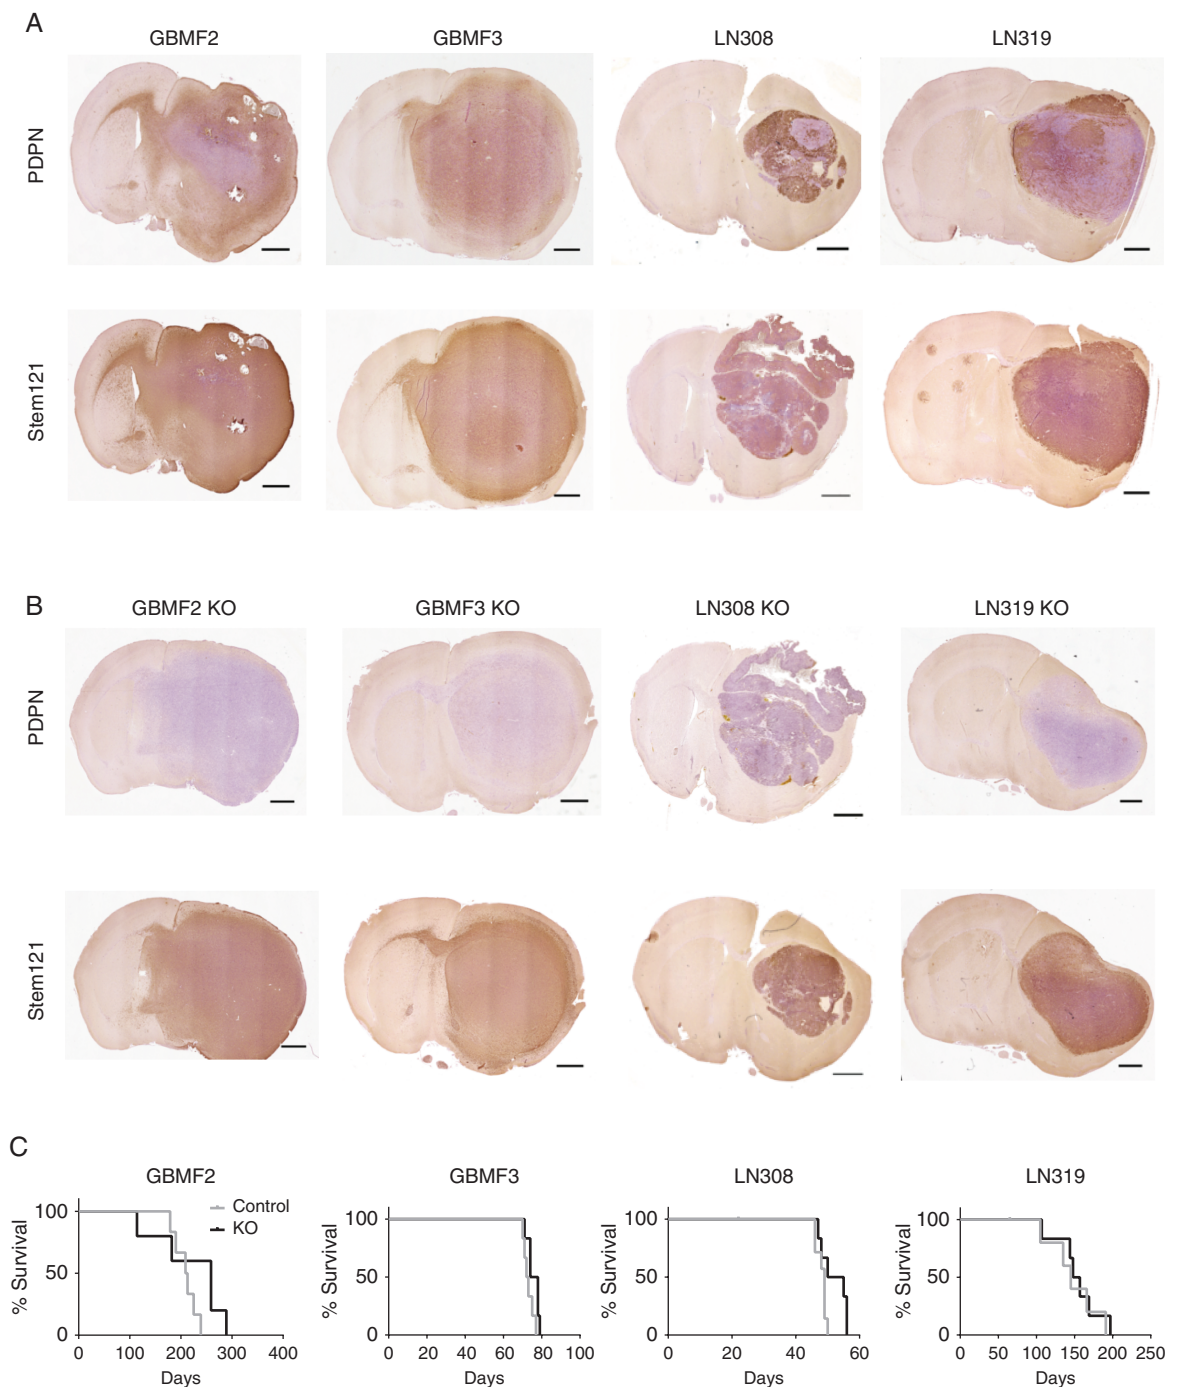 A
GBMF2 GBMF3 LN308 LN319
PDPN
Stem121
B
GBMF2 KO GBMF3 KO LN308 KO LN319 KO
PDPN
Stem121
C
GBMF2 GBMF3 LN308 LN319
% Survival
100
50
0
0 100 200 300 400
Days
Control
KO
% Survival
100
50
0
0 20 40 60 80 100
Days
% Survival
100
50
0
0 20 40 60
Days
% Survival
100
50
0
0 50 100 150 200 250
Days